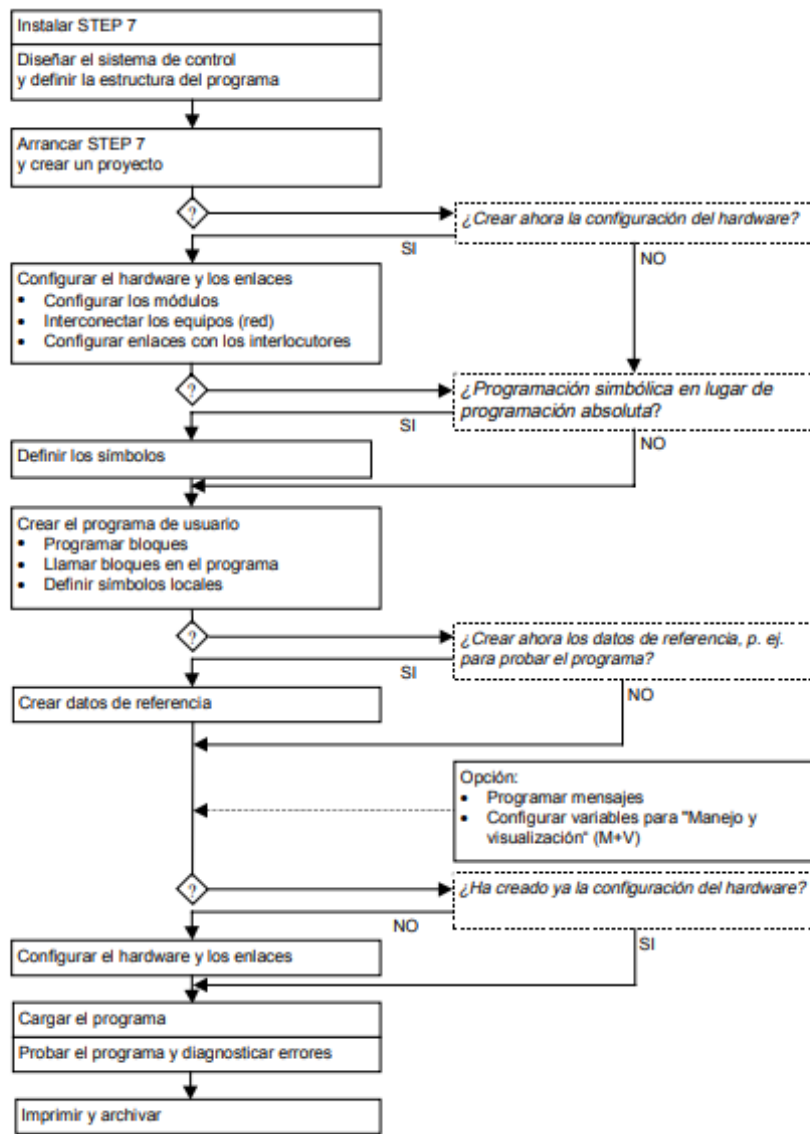 Instalar STEP 7
Diseñar el sistema de control
y definir la estructura del programa
Arrancar STEP 7
y crear un proyecto
?
¿Crear ahora la configuración del hardware?
SI
NO
Configurar el hardware y los enlaces
• Configurar los módulos
• Interconectar los equipos (red)
• Configurar enlaces con los interlocutores
?
¿Programación simbólica en lugar de
programación absoluta?
SI
NO
Definir los símbolos
Crear el programa de usuario
• Programar bloques
• Llamar bloques en el programa
• Definir símbolos locales
?
¿Crear ahora los datos de referencia, p. ej.
para probar el programa?
SI
NO
Crear datos de referencia
Opción:
• Programar mensajes
• Configurar variables para "Manejo y
visualización“ (M+V)
?
¿Ha creado ya la configuración del hardware?
NO
SI
Configurar el hardware y los enlaces
Cargar el programa
Probar el programa y diagnosticar errores
Imprimir y archivar